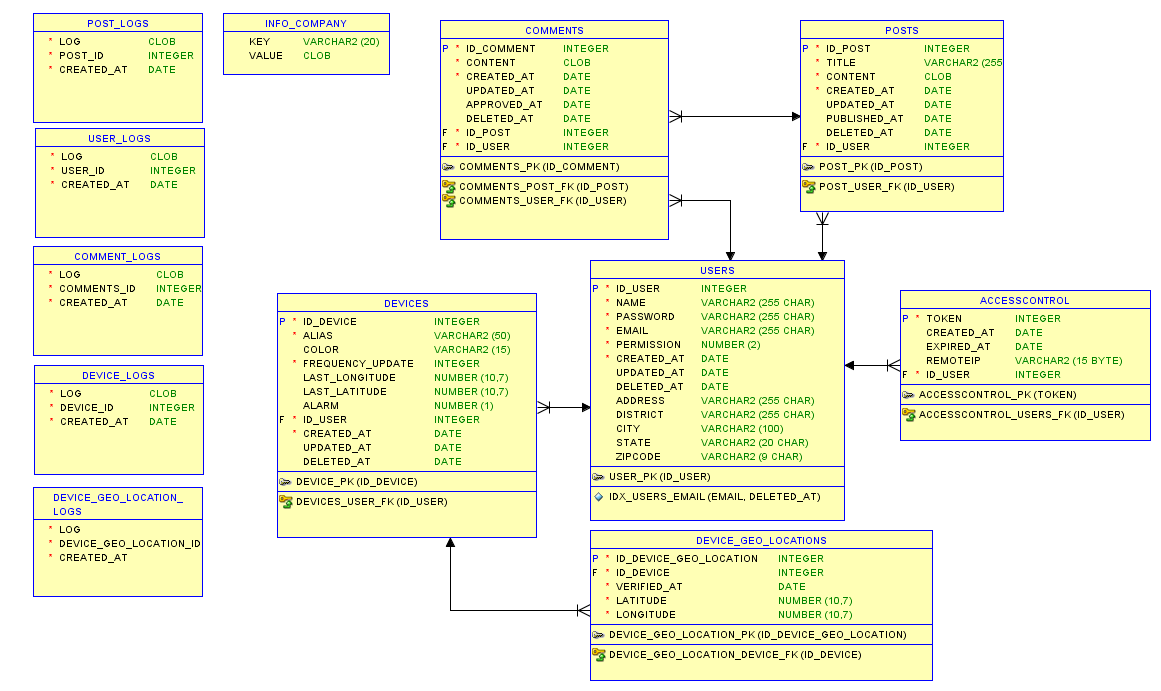 POST_LOGS
* LOG CLOB
* POST_ID INTEGER
* CREATED_AT DATE
INFO_COMPANY
KEY VARCHAR2 (20)
VALUE CLOB
COMMENTS
P * ID_COMMENT INTEGER
* CONTENT CLOB
* CREATED_AT DATE
UPDATED_AT DATE
APPROVED_AT DATE
DELETED_AT DATE
F * ID_POST INTEGER
F * ID_USER INTEGER
COMMENTS_PK (ID_COMMENT)
COMMENTS_POST_FK (ID_POST)
COMMENTS_USER_FK (ID_USER)
POSTS
P * ID_POST INTEGER
* TITLE VARCHAR2 (255
* CONTENT CLOB
* CREATED_AT DATE
UPDATED_AT DATE
PUBLISHED_AT DATE
DELETED_AT DATE
F * ID_USER INTEGER
POST_PK (ID_POST)
POST_USER_FK (ID_USER)
USER_LOGS
* LOG CLOB
* USER_ID INTEGER
* CREATED_AT DATE
COMMENT_LOGS
* LOG CLOB
* COMMENTS_ID INTEGER
* CREATED_AT DATE
DEVICES
P * ID_DEVICE INTEGER
* ALIAS VARCHAR2 (50)
COLOR VARCHAR2 (15)
* FREQUENCY_UPDATE INTEGER
LAST_LONGITUDE NUMBER (10,7)
LAST_LATITUDE NUMBER (10,7)
ALARM NUMBER (1)
F * ID_USER INTEGER
* CREATED_AT DATE
UPDATED_AT DATE
DELETED_AT DATE
DEVICE_PK (ID_DEVICE)
DEVICES_USER_FK (ID_USER)
USERS
P * ID_USER INTEGER
* NAME VARCHAR2 (255 CHAR)
* PASSWORD VARCHAR2 (255 CHAR)
* EMAIL VARCHAR2 (255 CHAR)
* PERMISSION NUMBER (2)
* CREATED_AT DATE
UPDATED_AT DATE
DELETED_AT DATE
ADDRESS VARCHAR2 (255 CHAR)
DISTRICT VARCHAR2 (255 CHAR)
CITY VARCHAR2 (100)
STATE VARCHAR2 (20 CHAR)
ZIPCODE VARCHAR2 (9 CHAR)
USER_PK (ID_USER)
IDX_USERS_EMAIL (EMAIL, DELETED_AT)
ACCESSCONTROL
P * TOKEN INTEGER
CREATED_AT DATE
EXPIRED_AT DATE
REMOTEIP VARCHAR2 (15 BYTE)
F * ID_USER INTEGER
ACCESSCONTROL_PK (TOKEN)
ACCESSCONTROL_USERS_FK (ID_USER)
DEVICE_LOGS
* LOG CLOB
* DEVICE_ID INTEGER
* CREATED_AT DATE
DEVICE_GEO_LOCATION_
LOGS
* LOG
* DEVICE_GEO_LOCATION_ID
* CREATED_AT
DEVICE_GEO_LOCATIONS
P * ID_DEVICE_GEO_LOCATION INTEGER
F * ID_DEVICE INTEGER
* VERIFIED_AT DATE
* LATITUDE NUMBER (10,7)
* LONGITUDE NUMBER (10,7)
DEVICE_GEO_LOCATION_PK (ID_DEVICE_GEO_LOCATION)
DEVICE_GEO_LOCATION_DEVICE_FK (ID_DEVICE)